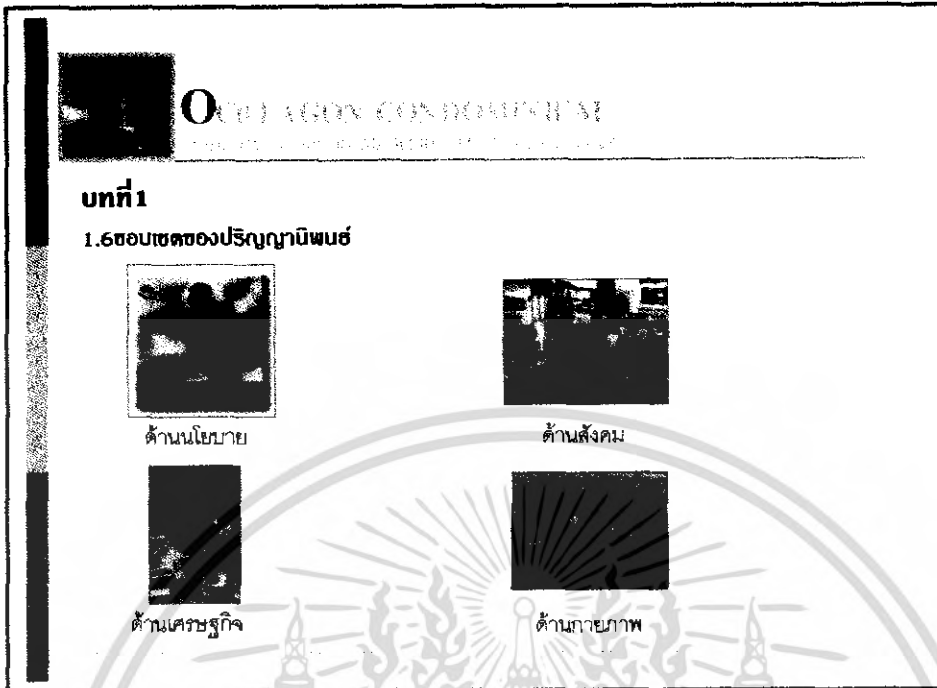 CONDOMINIUM
บทที่1
1.6ขอบเขตของปริญญานิพนธ์
ด้านนโยบาย
ด้านสังคม
ด้านเศรษฐกิจ
ด้านกายภาพ